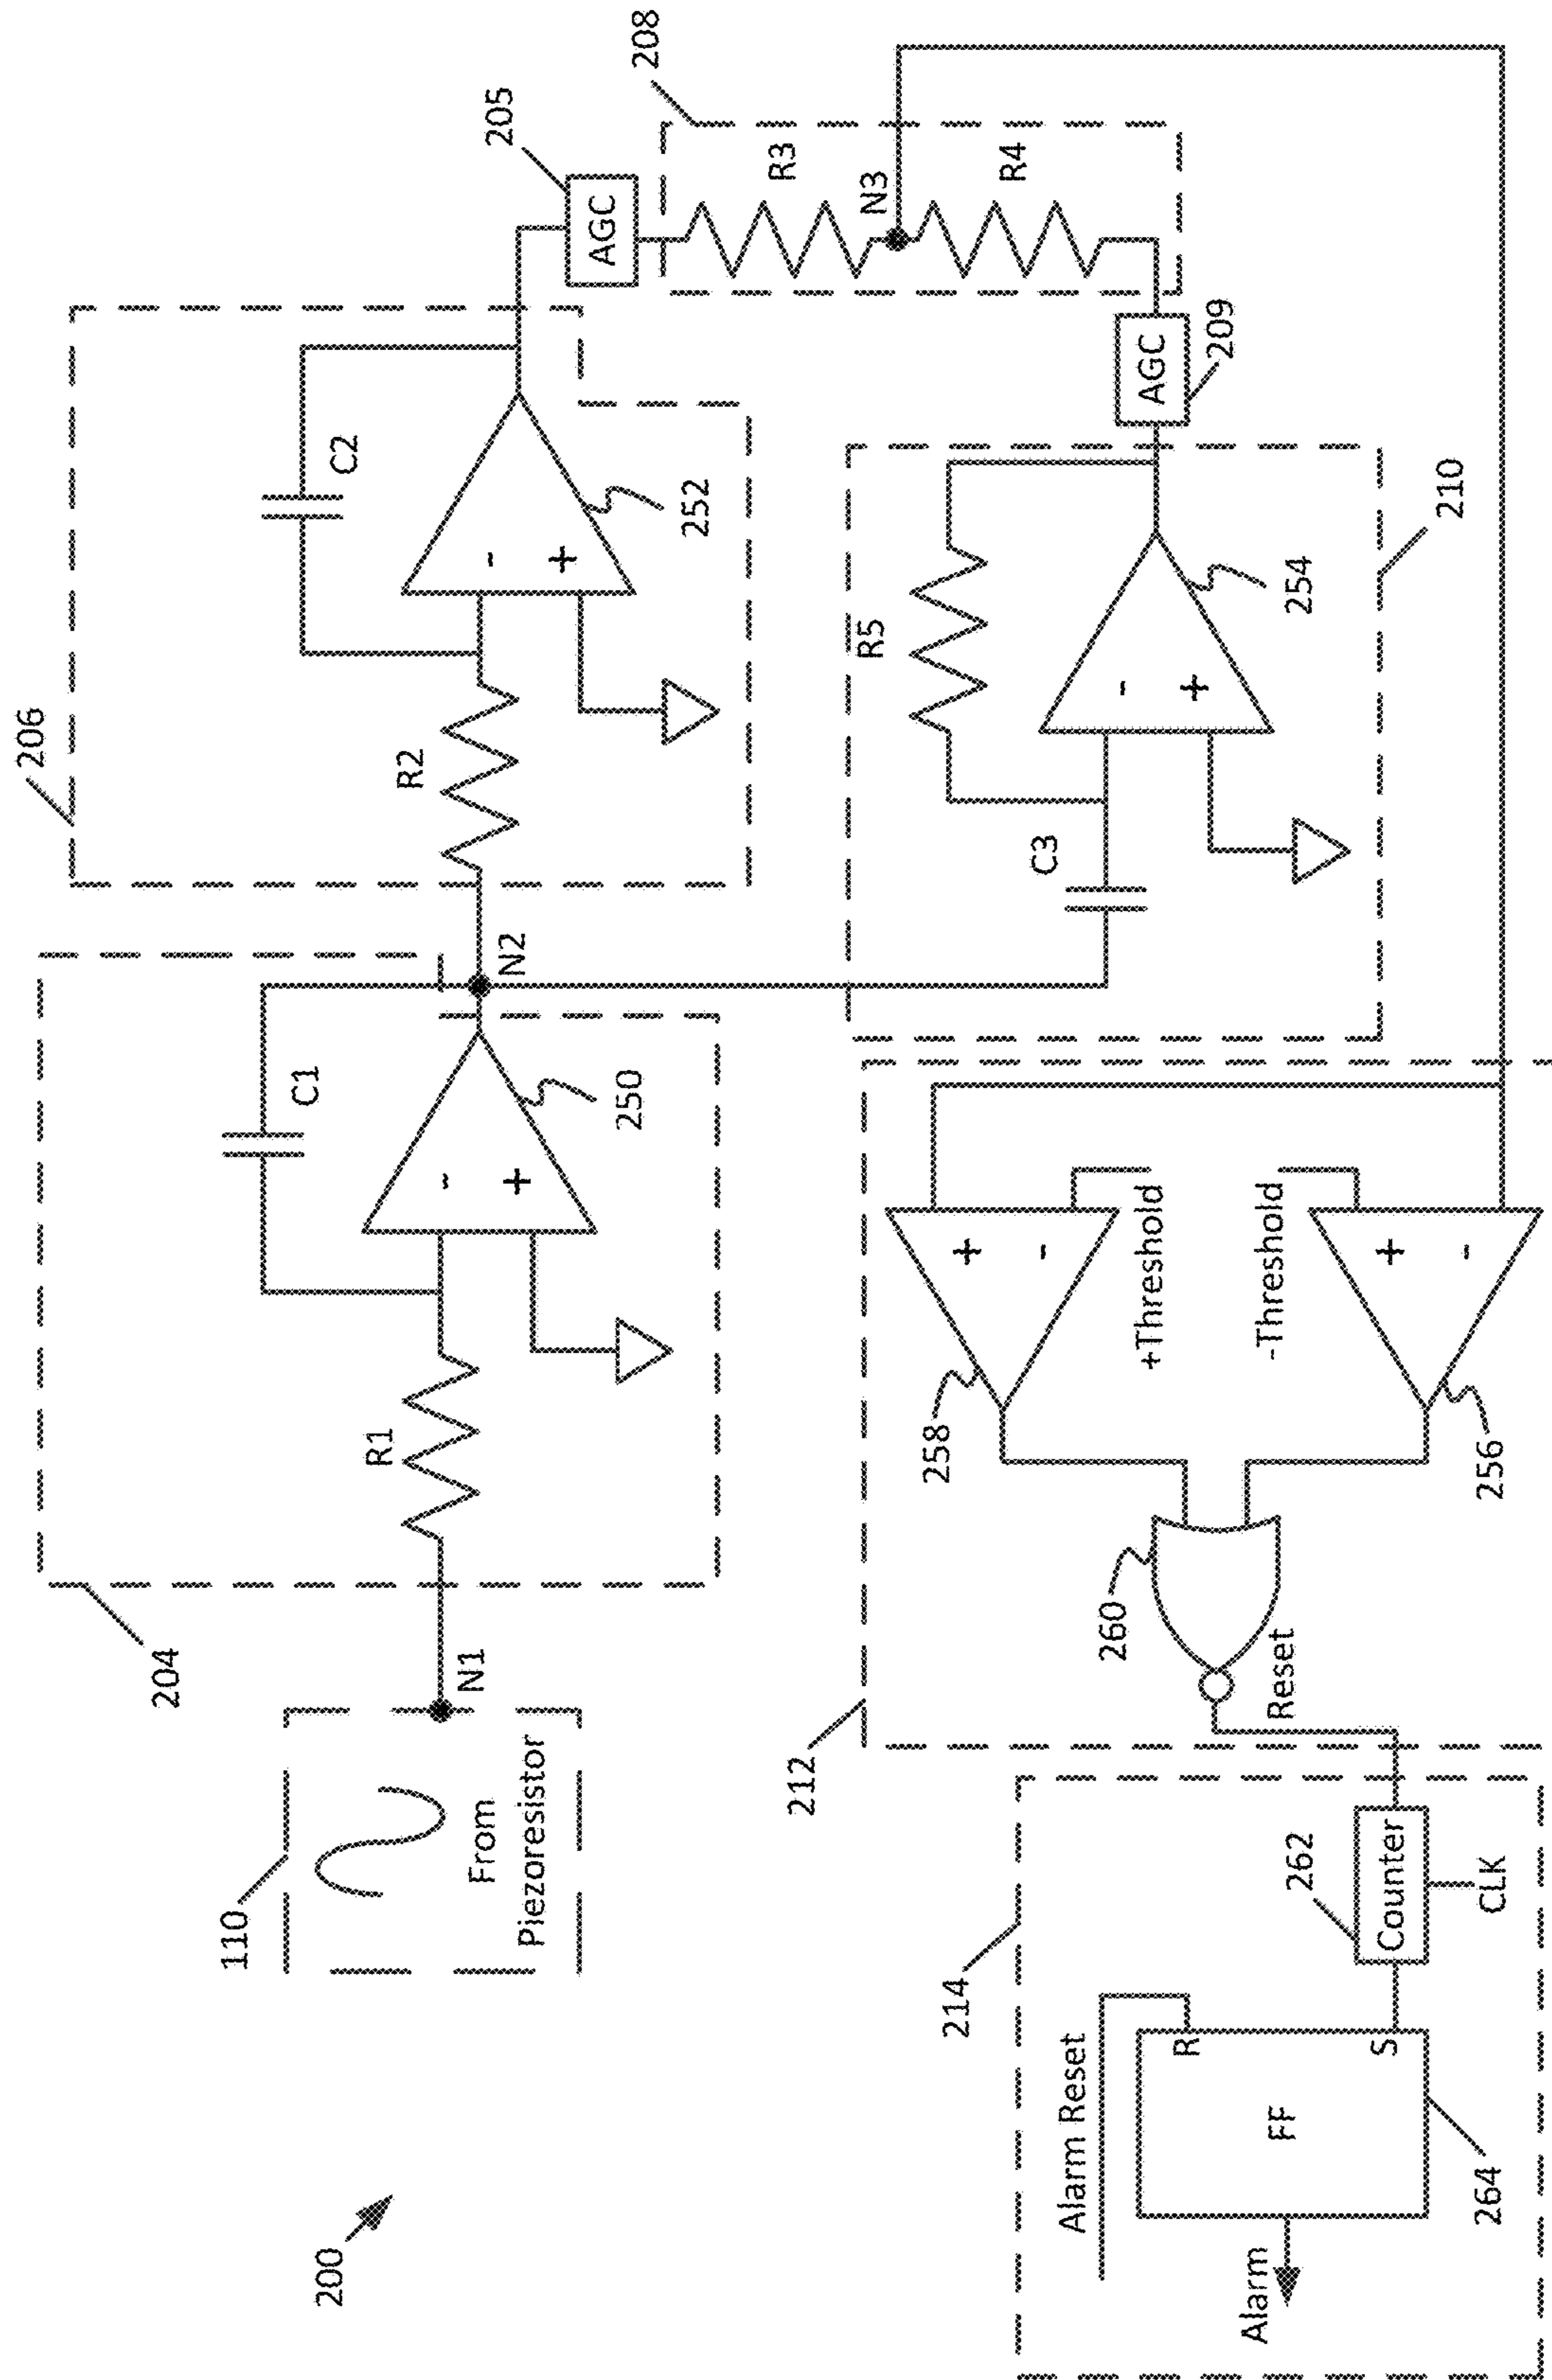 200
110
From
Piezoresistor
N1
204
R1
C1
-
+
250
N2
206
R2
C2
-
+
252
205
AGC
208
R3
N3
R4
AGC
209
210
R5
C3
-
+
254
212
+
-
258
+Threshold
-Threshold
+
-
256
260
Reset
214
262
Counter
CLK
Alarm Reset
R
S
FF
264
Alarm